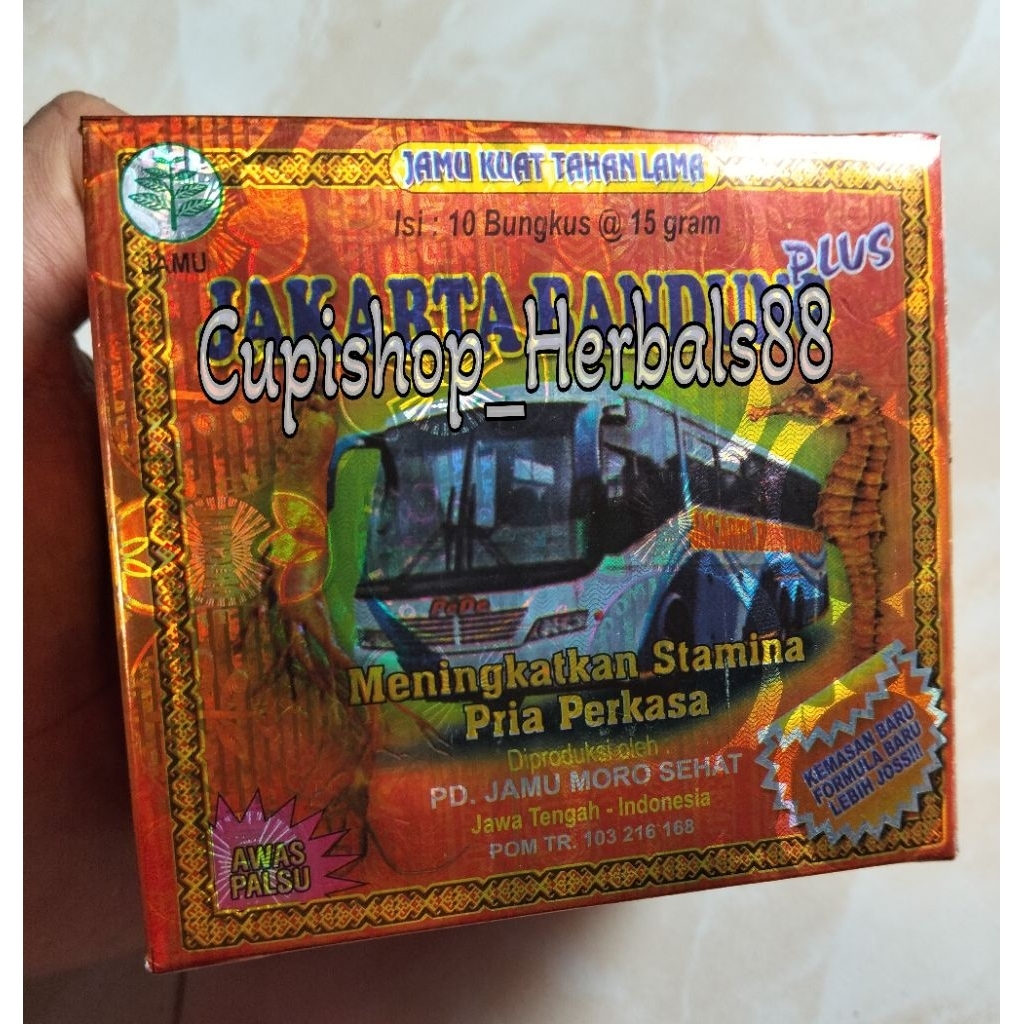 JAMU KUAT TAHAN LAMA
Isi : 10 Bungkus @ 15 gram
JAMU
PLUS
JAKARTA BANDUNG
Cupishop_Herbals88
Meningkatkan Stamina
Pria Perkasa
Diproduksi oleh
PD. JAMU MORO SEHAT
Jawa Tengah - Indonesia
POM TR. 103 216 168
KEMASAN BARU
FORMULA BARU
LEBIH JOSS!!!
AWAS
PALSU